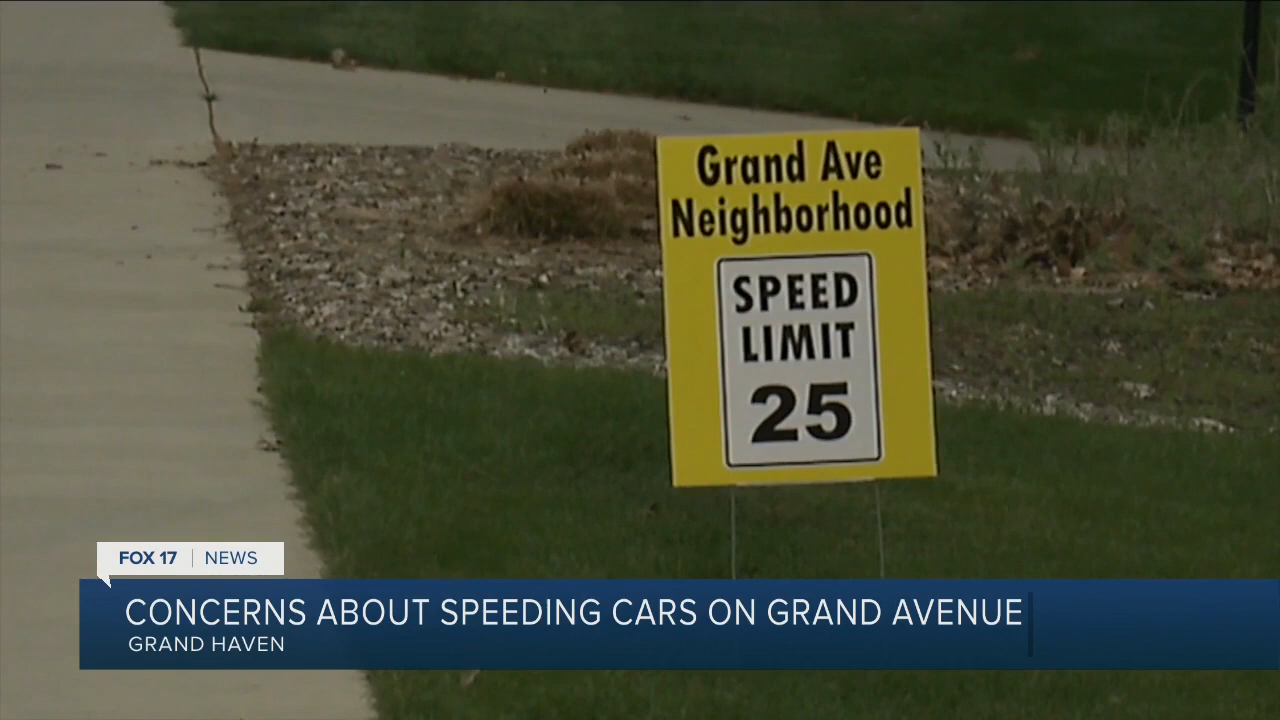 Grand Ave
Neighborhood
SPEED
LIMIT
25
FOX 17 | NEWS
CONCERNS ABOUT SPEEDING CARS ON GRAND AVENUE
GRAND HAVEN